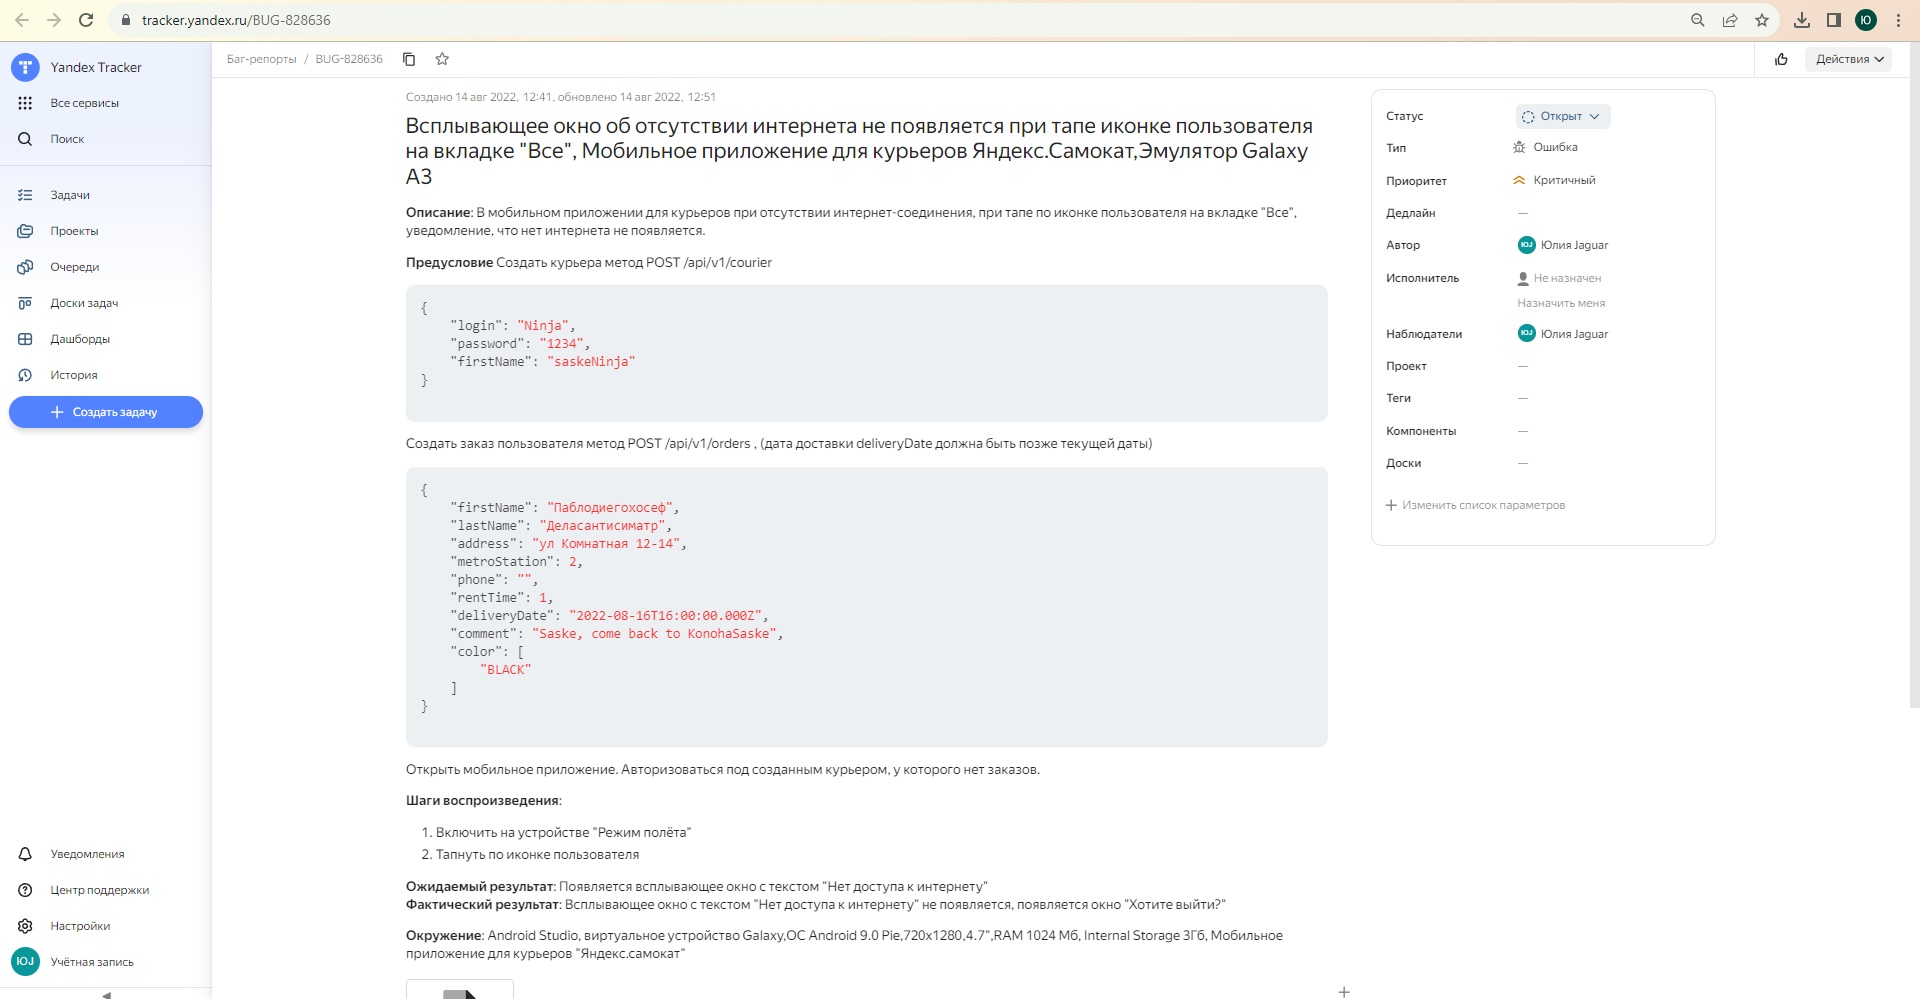 tracker.yandex.ru/BUG-828636
Ю
Yandex Tracker
Все сервисы
Поиск
Задачи
Проекты
Очереди
Доски задач
Дашборды
История
Создать задачу
Уведомления
Центр поддержки
Настройки
ЮJ Учётная запись
Баг-репорты / BUG-828636
Действия
Создано 14 авг 2022, 12:41, обновлено 14 авг 2022, 12:51
Всплывающее окно об отсутствии интернета не появляется при тапе иконке пользователя
на вкладке "Все", Мобильное приложение для курьеров Яндекс.Самокат,Эмулятор Galaxy
A3
Описание: В мобильном приложении для курьеров при отсутствии интернет-соединения, при тапе по иконке пользователя на вкладке "Все",
уведомление, что нет интернета не появляется.
Предусловие Создать курьера метод POST /api/v1/courier
{
"login": "Ninja",
"password": "1234",
"firstName": "saskeNinja"
}
Создать заказ пользователя метод POST /api/v1/orders , (дата доставки deliveryDate должна быть позже текущей даты)
{
"firstName": "Паблодиегохосеф",
"lastName": "Деласантисиматр",
"address": "ул Комнатная 12-14",
"metroStation": 2,
"phone": "",
"rentTime": 1,
"deliveryDate": "2022-08-16T16:00:00.000Z",
"comment": "Saske, come back to KonohaSaske",
"color": [
"BLACK"
]
}
Открыть мобильное приложение. Авторизоваться под созданным курьером, у которого нет заказов.
Шаги воспроизведения:
1. Включить на устройстве "Режим полёта"
2. Тапнуть по иконке пользователя
Ожидаемый результат: Появляется всплывающее окно с текстом "Нет доступа к интернету"
Фактический результат: Всплывающее окно с текстом "Нет доступа к интернету" не появляется, появляется окно "Хотите выйти?"
Окружение: Android Studio, виртуальное устройство Galaxy,ОС Android 9.0 Pie,720x1280,4.7",RAM 1024 Мб, Internal Storage 3Гб, Мобильное
приложение для курьеров "Яндекс.самокат"
Статус Открыт
Тип Ошибка
Приоритет Критичный
Дедлайн —
Автор ЮJ Юлия Jaguar
Исполнитель Не назначен
Назначить меня
Наблюдатели ЮJ Юлия Jaguar
Проект —
Теги —
Компоненты —
Доски —
Изменить список параметров